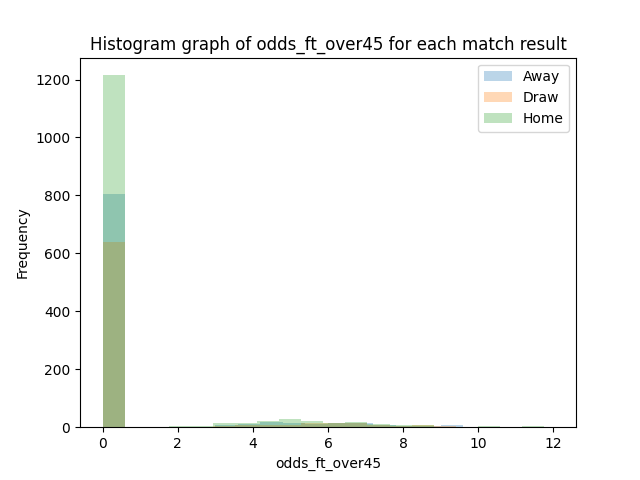 Histogram graph of odds_ft_over45 for each match result
Away
Draw
Home
1200
1000
800
600
400
200
0
Frequency
0 2 4 6 8 10 12
odds_ft_over45